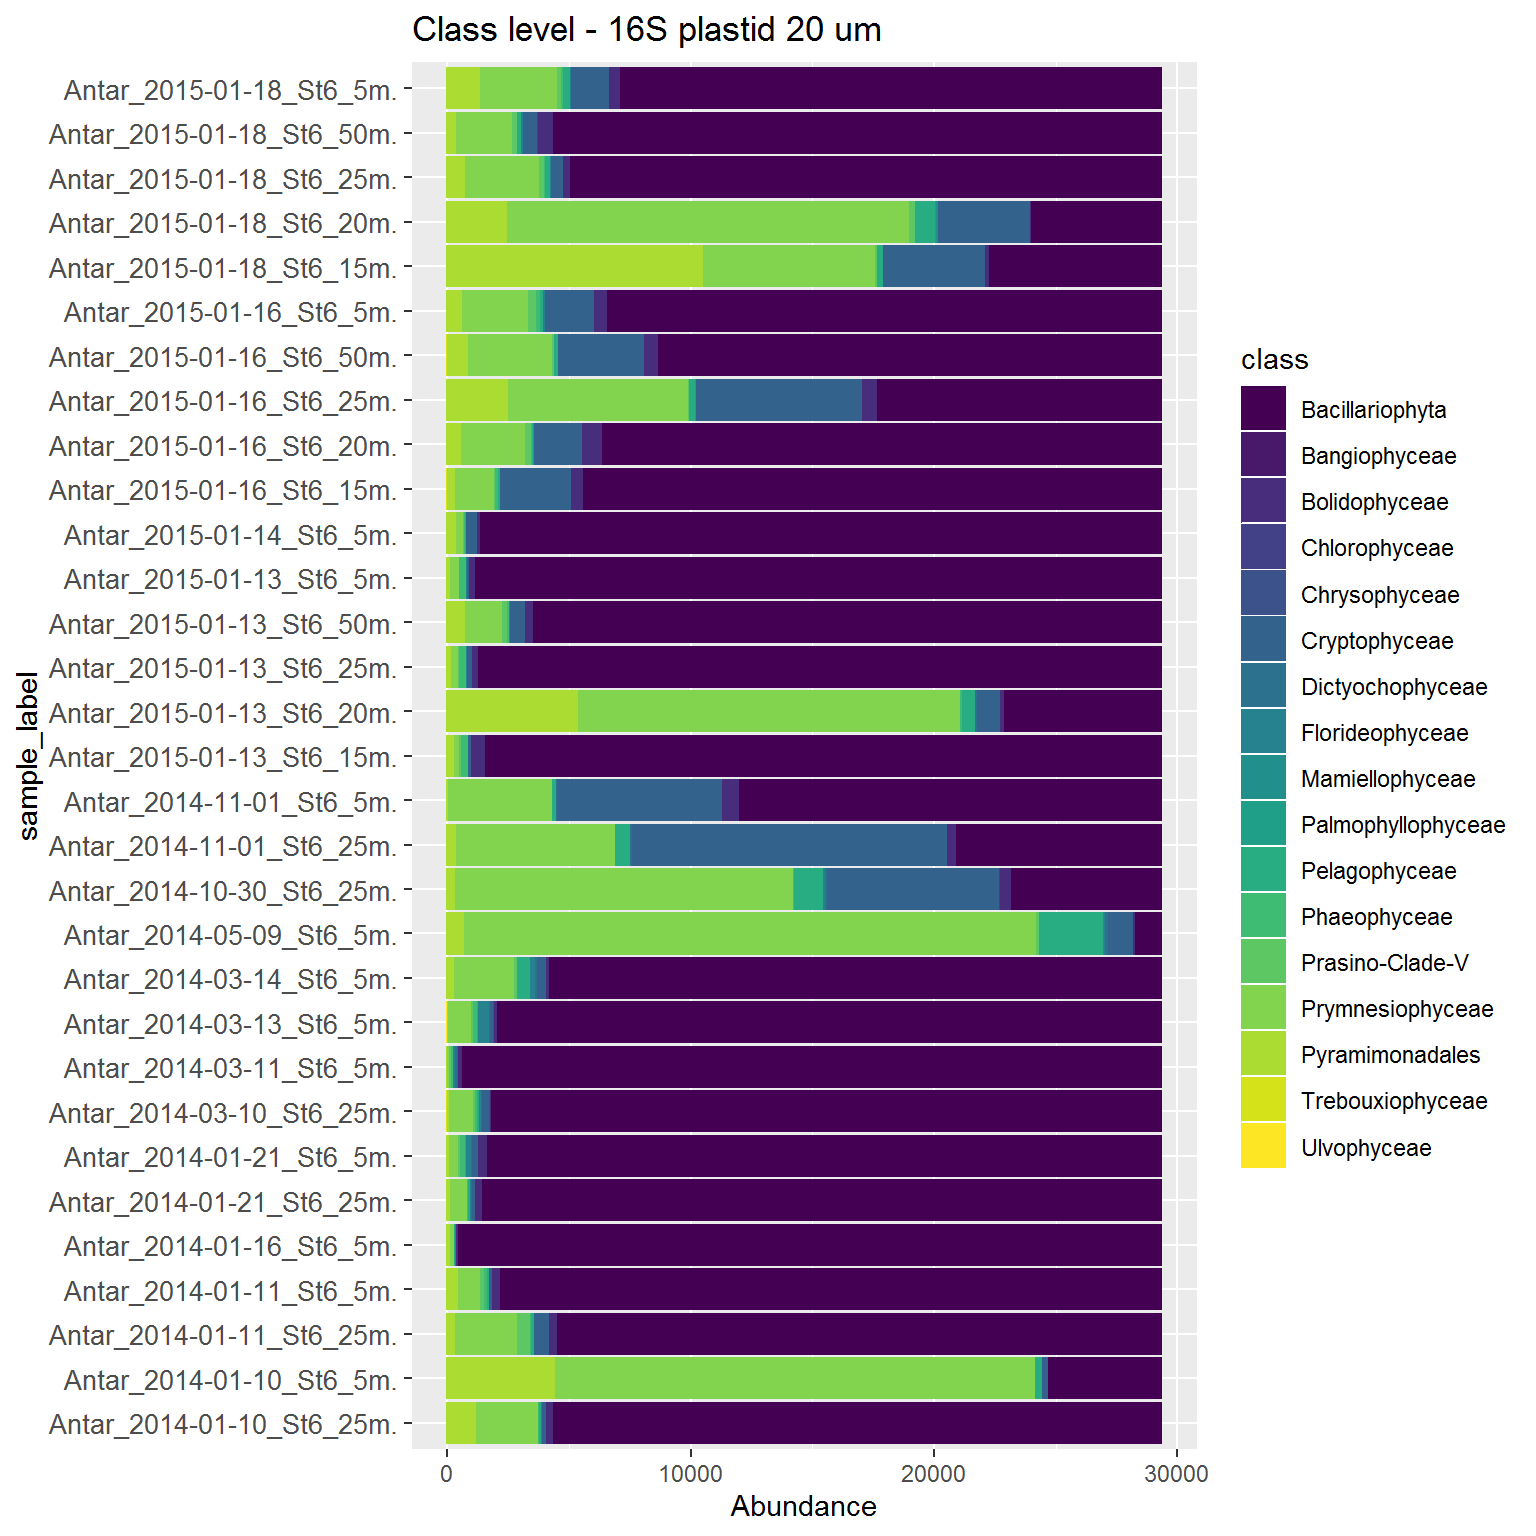 Class level - 16S plastid 20 um
Antar_2015-01-18_St6_5m.
Antar_2015-01-18_St6_50m.
Antar_2015-01-18_St6_25m.
Antar_2015-01-18_St6_20m.
Antar_2015-01-18_St6_15m.
Antar_2015-01-16_St6_5m.
Antar_2015-01-16_St6_50m.
Antar_2015-01-16_St6_25m.
Antar_2015-01-16_St6_20m.
Antar_2015-01-16_St6_15m.
Antar_2015-01-14_St6_5m.
Antar_2015-01-13_St6_5m.
Antar_2015-01-13_St6_50m.
Antar_2015-01-13_St6_25m.
Antar_2015-01-13_St6_20m.
Antar_2015-01-13_St6_15m.
Antar_2014-11-01_St6_5m.
Antar_2014-11-01_St6_25m.
Antar_2014-10-30_St6_25m.
Antar_2014-05-09_St6_5m.
Antar_2014-03-14_St6_5m.
Antar_2014-03-13_St6_5m.
Antar_2014-03-11_St6_5m.
Antar_2014-03-10_St6_25m.
Antar_2014-01-21_St6_5m.
Antar_2014-01-21_St6_25m.
Antar_2014-01-16_St6_5m.
Antar_2014-01-11_St6_5m.
Antar_2014-01-11_St6_25m.
Antar_2014-01-10_St6_5m.
Antar_2014-01-10_St6_25m.
sample_label
0 10000 20000 30000
Abundance
class
Bacillariophyta
Bangiophyceae
Bolidophyceae
Chlorophyceae
Chrysophyceae
Cryptophyceae
Dictyochophyceae
Florideophyceae
Mamiellophyceae
Palmophyllophyceae
Pelagophyceae
Phaeophyceae
Prasino-Clade-V
Prymnesiophyceae
Pyramimonadales
Trebouxiophyceae
Ulvophyceae